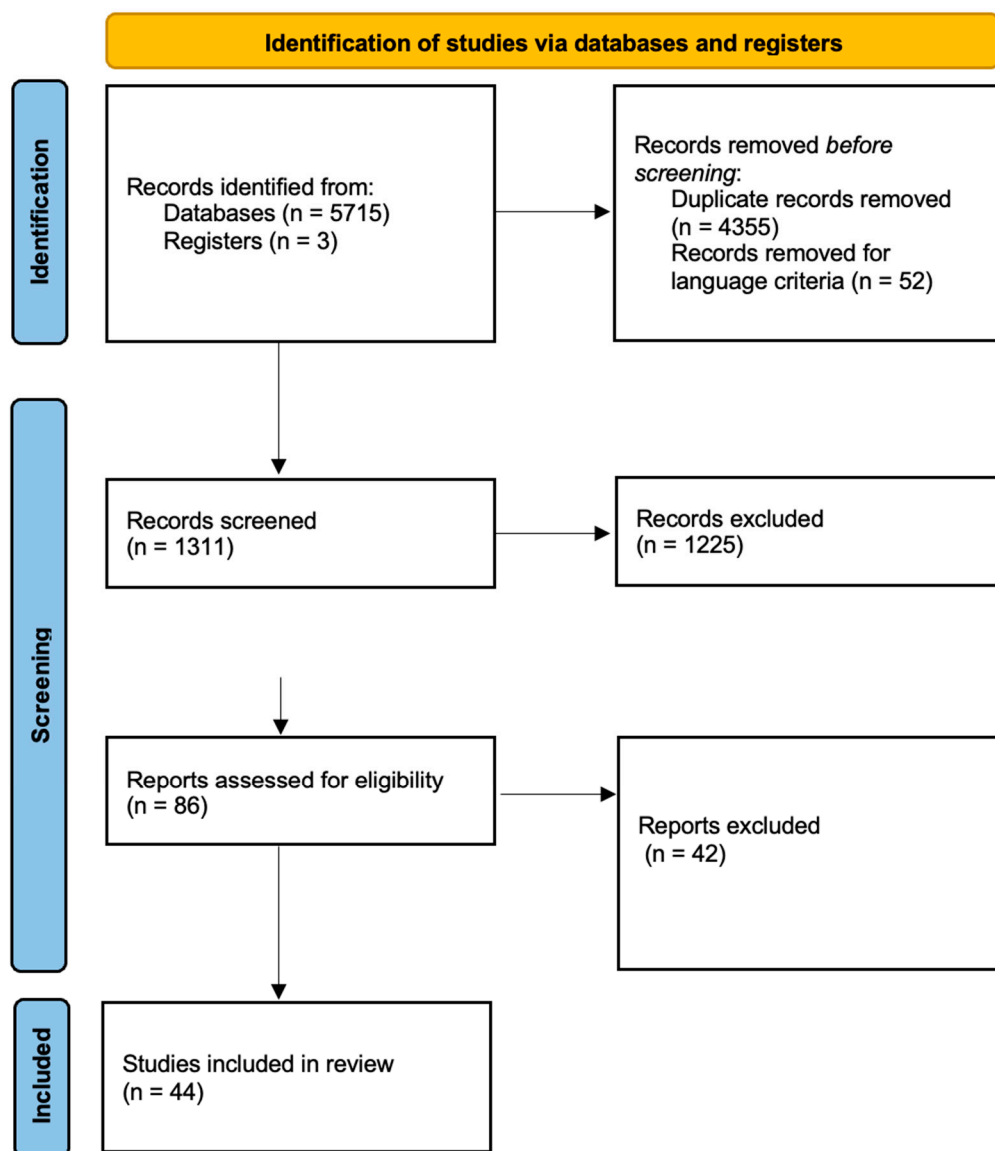 Identification of studies via databases and registers
Identification
Records identified from:
Databases (n = 5715)
Registers (n = 3)
Records removed before
screening:
Duplicate records removed
(n = 4355)
Records removed for
language criteria (n = 52)
Screening
Records screened
(n = 1311)
Records excluded
(n = 1225)
Reports assessed for eligibility
(n = 86)
Reports excluded
(n = 42)
Included
Studies included in review
(n = 44)